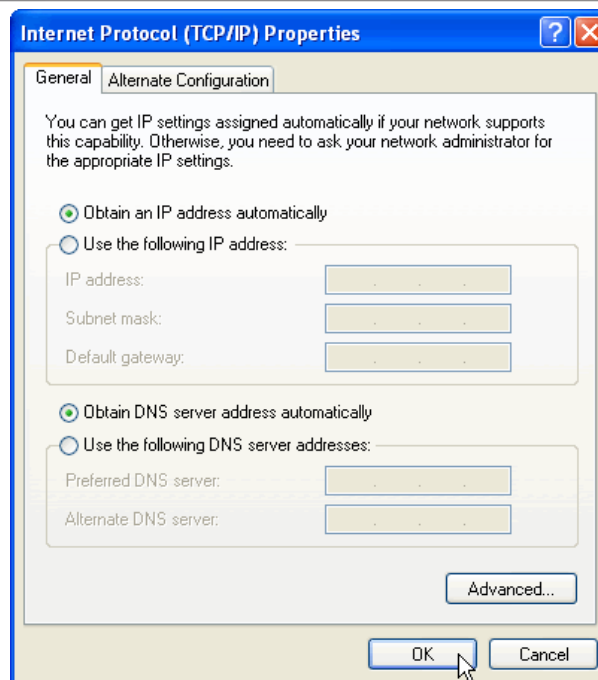 Internet Protocol (TCP/IP) Properties
General
Alternate Configuration
You can get IP settings assigned automatically if your network supports
this capability. Otherwise, you need to ask your network administrator for
the appropriate IP settings.
Obtain an IP address automatically
Use the following IP address:
IP address:
Subnet mask:
Default gateway:
Obtain DNS server address automatically
Use the following DNS server addresses:
Preferred DNS server:
Alternate DNS server:
Advanced...
OK
Cancel